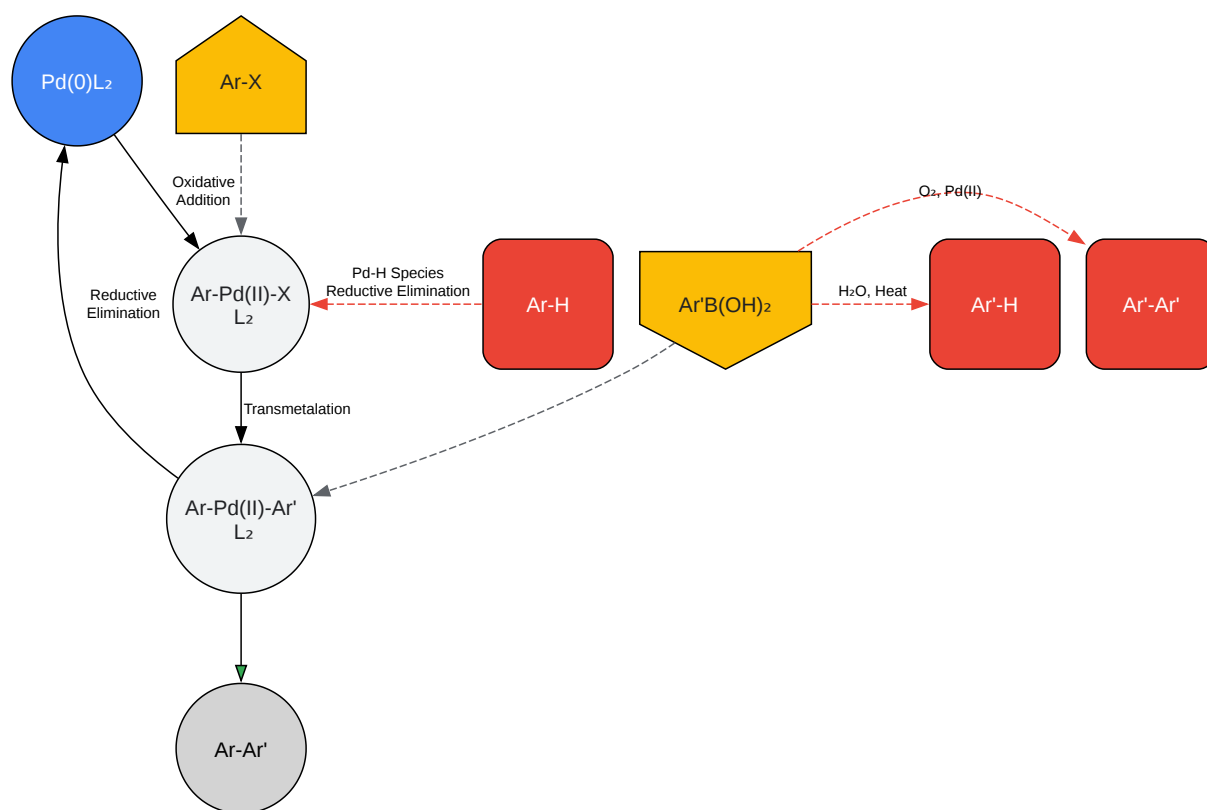 Pd(0)L₂
Ar-X
Oxidative
Addition
O₂, Pd(II)
Ar-Pd(II)-X
L₂
Pd-H Species
Reductive Elimination
Ar-H
Ar'B(OH)₂
H₂O, Heat
Ar'-H
Ar'-Ar'
Reductive
Elimination
Transmetalation
Ar-Pd(II)-Ar'
L₂
Ar-Ar'